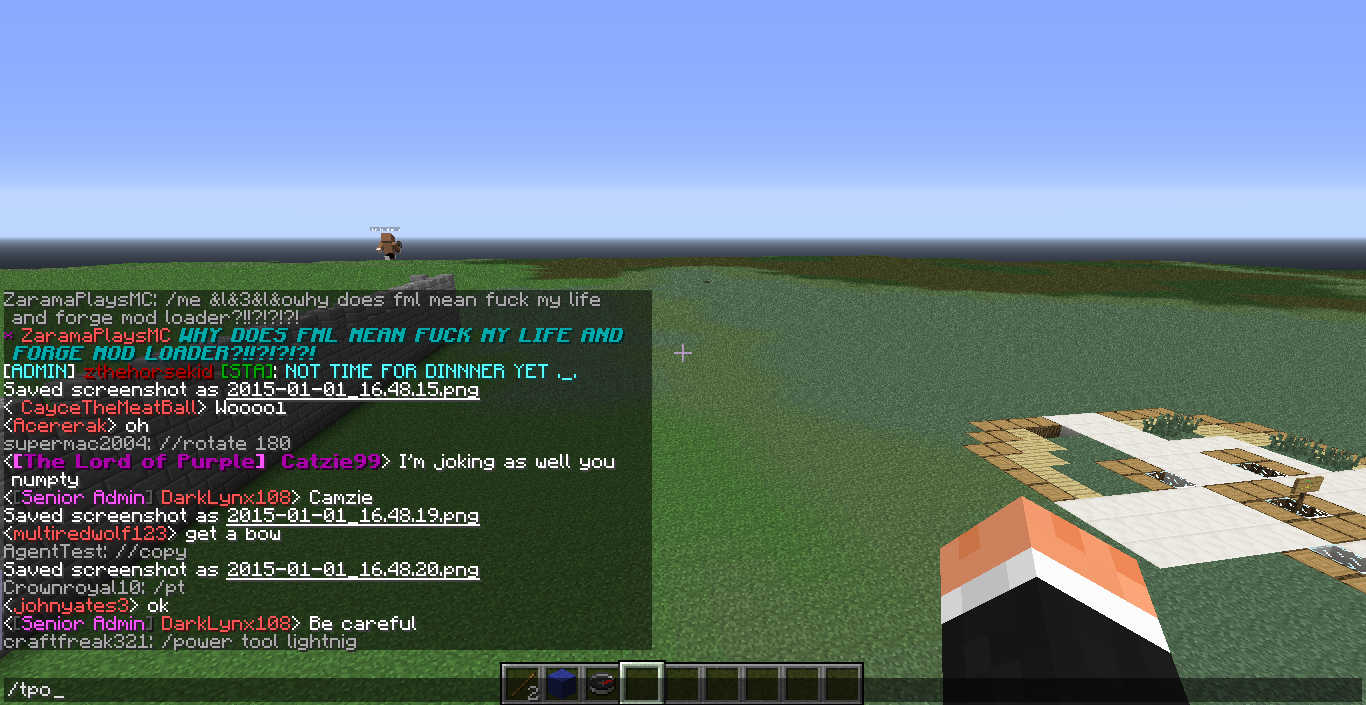 ZaramaPlaysMC: /me &l&3&l&owhy does fml mean fuck my life
and forge mod loader?!!?!?!?!
* ZaramaPlaysMC WHY DOES FML MEAN FUCK MY LIFE AND
FORGE MOD LOADER?!!?!?!?!
[ADMIN] zthehorsekid [STA]: NOT TIME FOR DINNNER YET ._.
Saved screenshot as 2015-01-01_16.48.15.png
< CayceTheMeatBall> Wooool
<Acererak> oh
supermac2004: //rotate 180
<[The Lord of Purple] Catzie99> I'm joking as well you
numpty
<[Senior Admin] DarkLynx108> Camzie
Saved screenshot as 2015-01-01_16.48.19.png
<multiredwolf123> get a bow
AgentTest: //copy
Saved screenshot as 2015-01-01_16.48.20.png
Crownroyal10: /pt
<johnyates3> ok
<[Senior Admin] DarkLynx108> Be careful
craftfreak321: /power tool lightnig
2
/tpo_